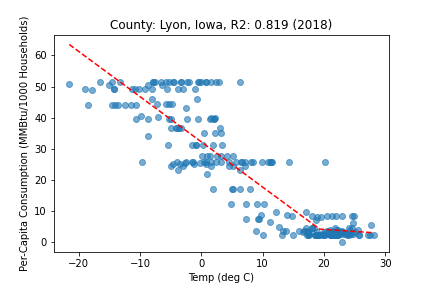 County: Lyon, Iowa, R2: 0.819 (2018)
Per-Capita Consumption (MMBtu/1000 Households)
60
50
40
30
20
10
0
−20 −10 0 10 20 30
Temp (deg C)